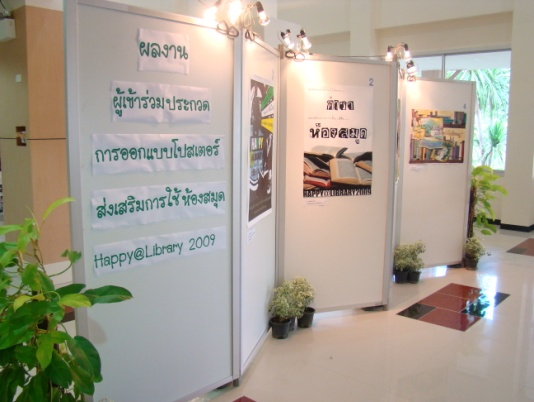 ผลงาน
ผู้เข้าร่วมประกวด
การออกแบบโปสเตอร์
ส่งเสริมการใช้ห้องสมุด
Happy@Library 2009
2
ห้องสมุด
HAPPY@LIBRARY2009